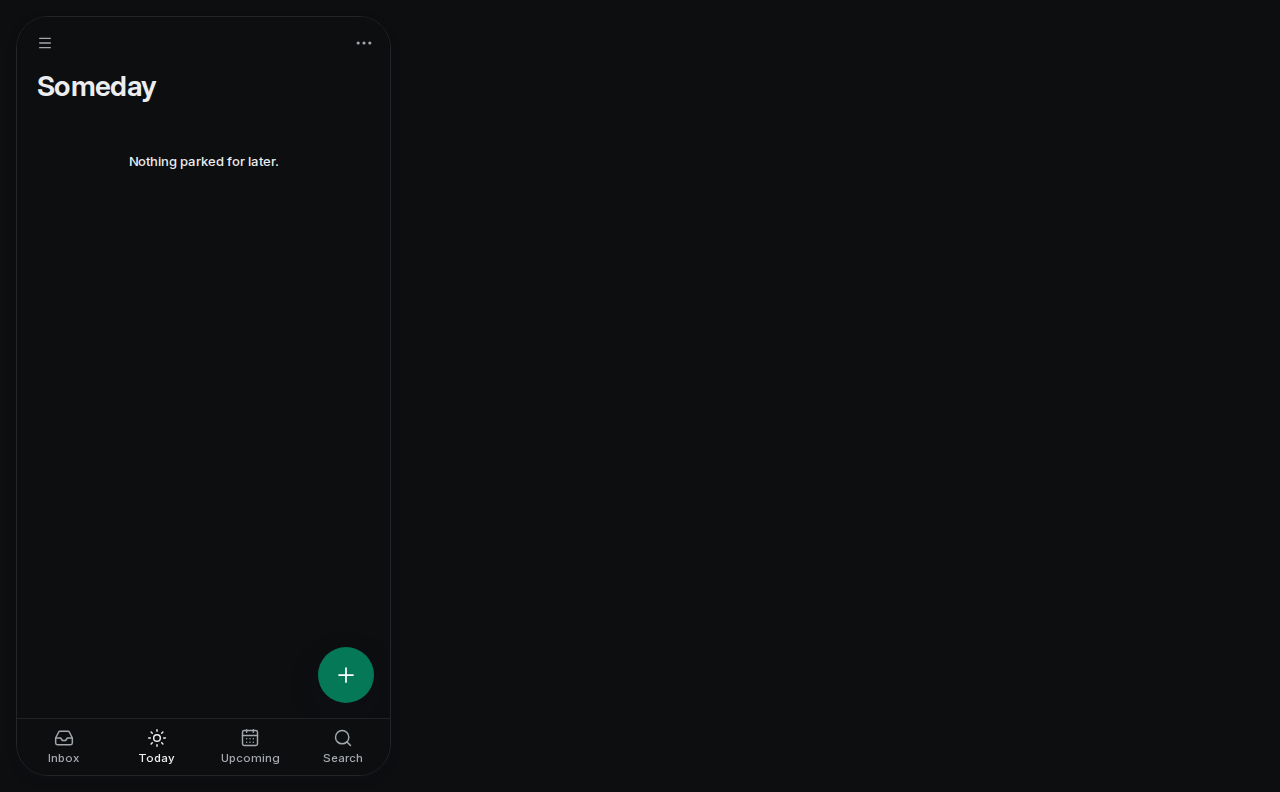 Someday
Nothing parked for later.
Inbox
Today
Upcoming
Search